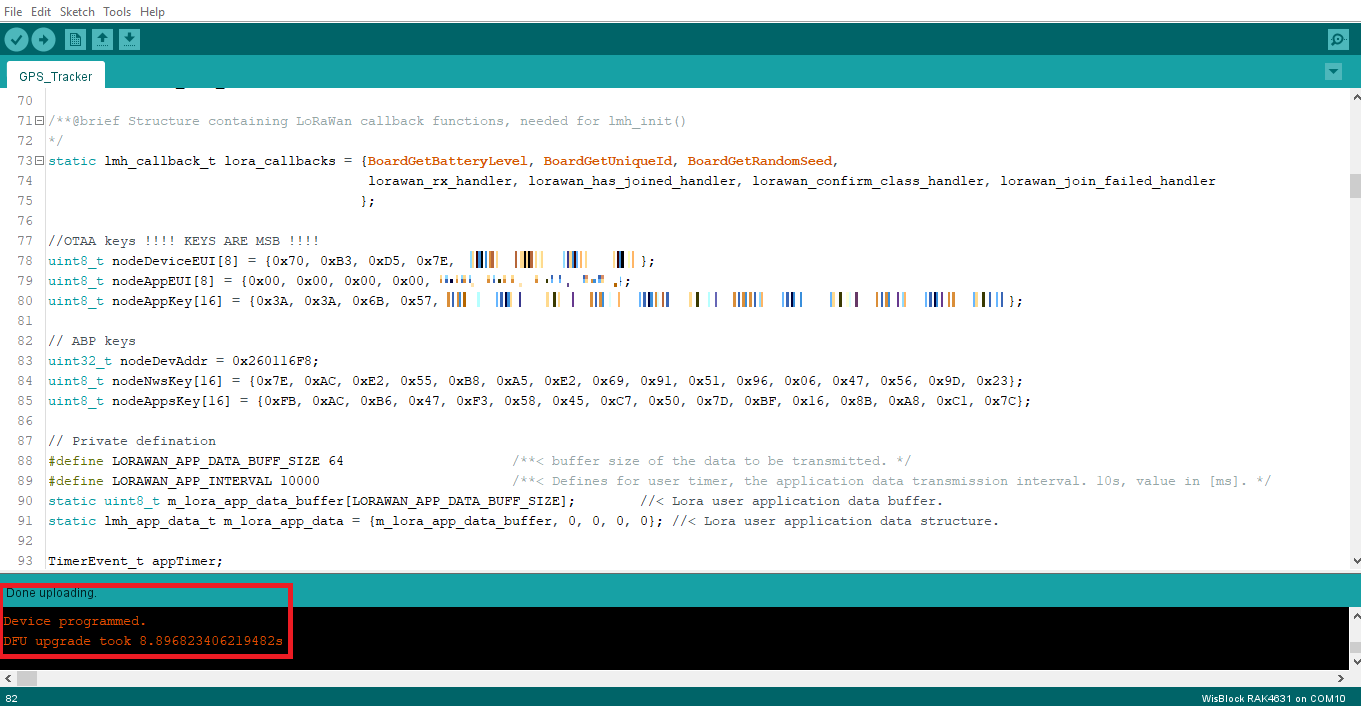 File Edit Sketch Tools Help
GPS_Tracker
70
71 /**@brief Structure containing LoRaWan callback functions, needed for lmh_init()
72 */
73 static lmh_callback_t lora_callbacks = {BoardGetBatteryLevel, BoardGetUniqueId, BoardGetRandomSeed,
74 lorawan_rx_handler, lorawan_has_joined_handler, lorawan_confirm_class_handler, lorawan_join_failed_handler
75 };
76
77 //OTAA keys !!!! KEYS ARE MSB !!!!
78 uint8_t nodeDeviceEUI[8] = {0x70, 0xB3, 0xD5, 0x7E, };
79 uint8_t nodeAppEUI[8] = {0x00, 0x00, 0x00, 0x00, };
80 uint8_t nodeAppKey[16] = {0x3A, 0x3A, 0x6B, 0x57, };
81
82 // ABP keys
83 uint32_t nodeDevAddr = 0x260116F8;
84 uint8_t nodeNwsKey[16] = {0x7E, 0xAC, 0xE2, 0x55, 0xB8, 0xA5, 0xE2, 0x69, 0x91, 0x51, 0x96, 0x06, 0x47, 0x56, 0x9D, 0x23};
85 uint8_t nodeAppsKey[16] = {0xFB, 0xAC, 0xB6, 0x47, 0xF3, 0x58, 0x45, 0xC7, 0x50, 0x7D, 0xBF, 0x16, 0x8B, 0xA8, 0xC1, 0x7C};
86
87 // Private defination
88 #define LORAWAN_APP_DATA_BUFF_SIZE 64 /**< buffer size of the data to be transmitted. */
89 #define LORAWAN_APP_INTERVAL 10000 /**< Defines for user timer, the application data transmission interval. 10s, value in [ms]. */
90 static uint8_t m_lora_app_data_buffer[LORAWAN_APP_DATA_BUFF_SIZE]; //< Lora user application data buffer.
91 static lmh_app_data_t m_lora_app_data = {m_lora_app_data_buffer, 0, 0, 0, 0}; //< Lora user application data structure.
92
93 TimerEvent_t appTimer;
Done uploading.
Device programmed.
DFU upgrade took 8.896823406219482s
82 WisBlock RAK4631 on COM10